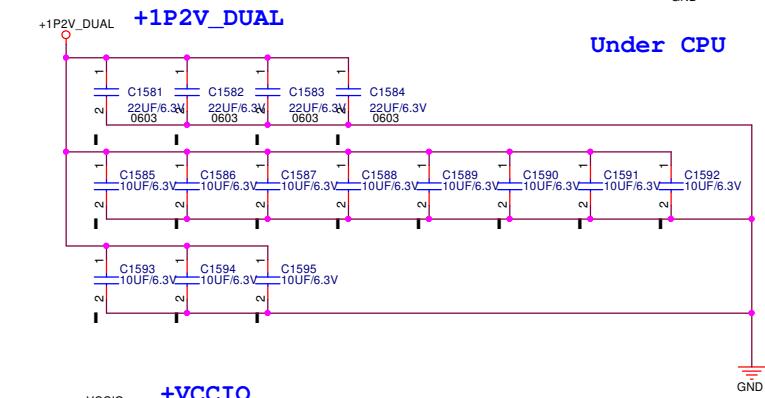 GND
+1P2V_DUAL +1P2V_DUAL
Under CPU
1 1 1 1
C1581 C1582 C1583 C1584
2 22UF/6.3V 2 22UF/6.3V 2 22UF/6.3V 2 22UF/6.3V
0603 0603 0603 0603
1 1 1 1 1 1 1 1
C1585 C1586 C1587 C1588 C1589 C1590 C1591 C1592
10UF/6.3V 10UF/6.3V 10UF/6.3V 10UF/6.3V 10UF/6.3V 10UF/6.3V 10UF/6.3V 10UF/6.3V
2 2 2 2 2 2 2 2
1 1 1
C1593 C1594 C1595
10UF/6.3V 10UF/6.3V 10UF/6.3V
2 2 2
GND
+VCCIO